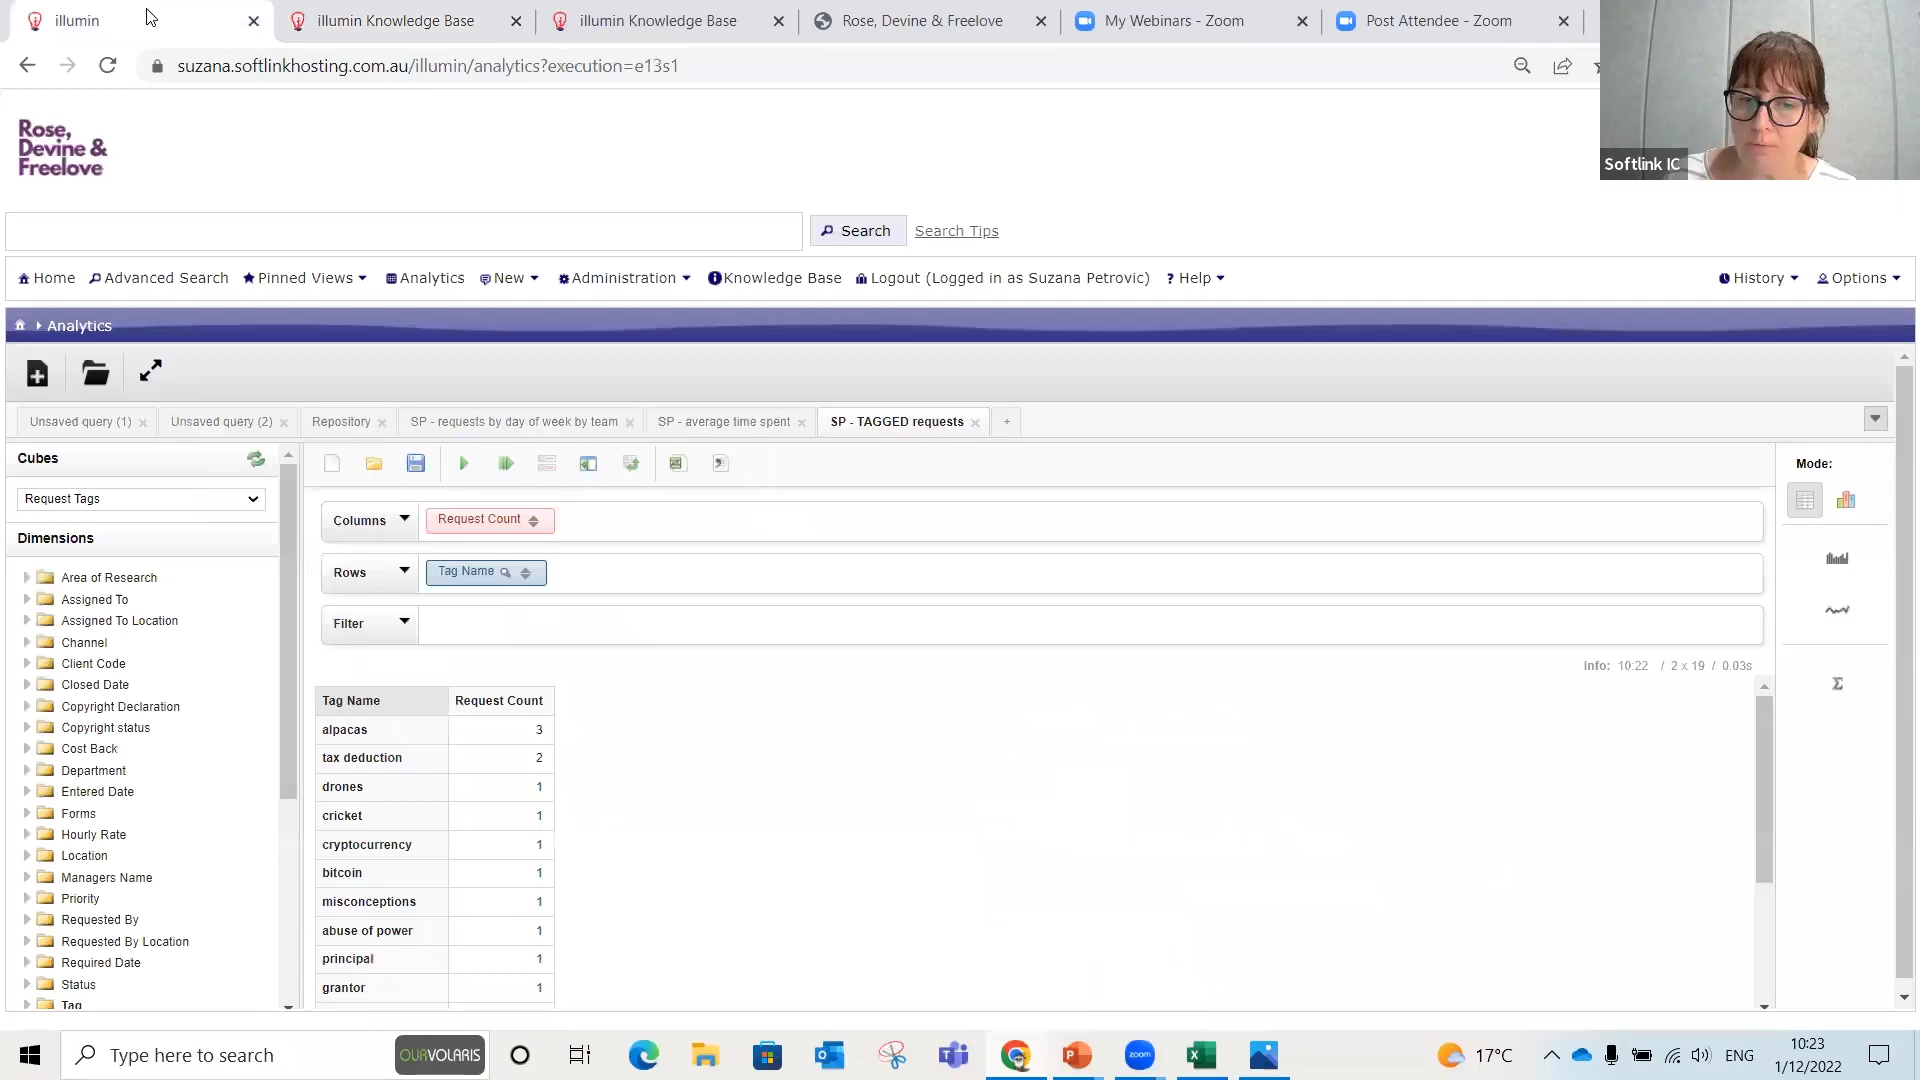 illumin
illumin Knowledge Base
illumin Knowledge Base
Rose, Devine & Freelove
My Webinars - Zoom
Post Attendee - Zoom
suzana.softlinkhosting.com.au/illumin/analytics?execution=e13s1
Softlink IC
Rose,
Devine &
Freelove
Search
Search Tips
Home
Advanced Search
Pinned Views
Analytics
New
Administration
Knowledge Base
Logout (Logged in as Suzana Petrovic)
? Help
History
Options
Analytics
Unsaved query (1)
Unsaved query (2)
Repository
SP - requests by day of week by team
SP - average time spent
SP - TAGGED requests
+
Cubes
Request Tags
Dimensions
Area of Research
Assigned To
Assigned To Location
Channel
Client Code
Closed Date
Copyright Declaration
Copyright status
Cost Back
Department
Entered Date
Forms
Hourly Rate
Location
Managers Name
Priority
Requested By
Requested By Location
Required Date
Status
Tag
Columns
Request Count
Rows
Tag Name
Filter
Info: 10:22 / 2 x 19 / 0.03s
Tag Name Request Count
alpacas 3
tax deduction 2
drones 1
cricket 1
cryptocurrency 1
bitcoin 1
misconceptions 1
abuse of power 1
principal 1
grantor 1
Mode:
Σ
Type here to search
OURVOLARIS
zoom
17°C
ENG
10:23
1/12/2022